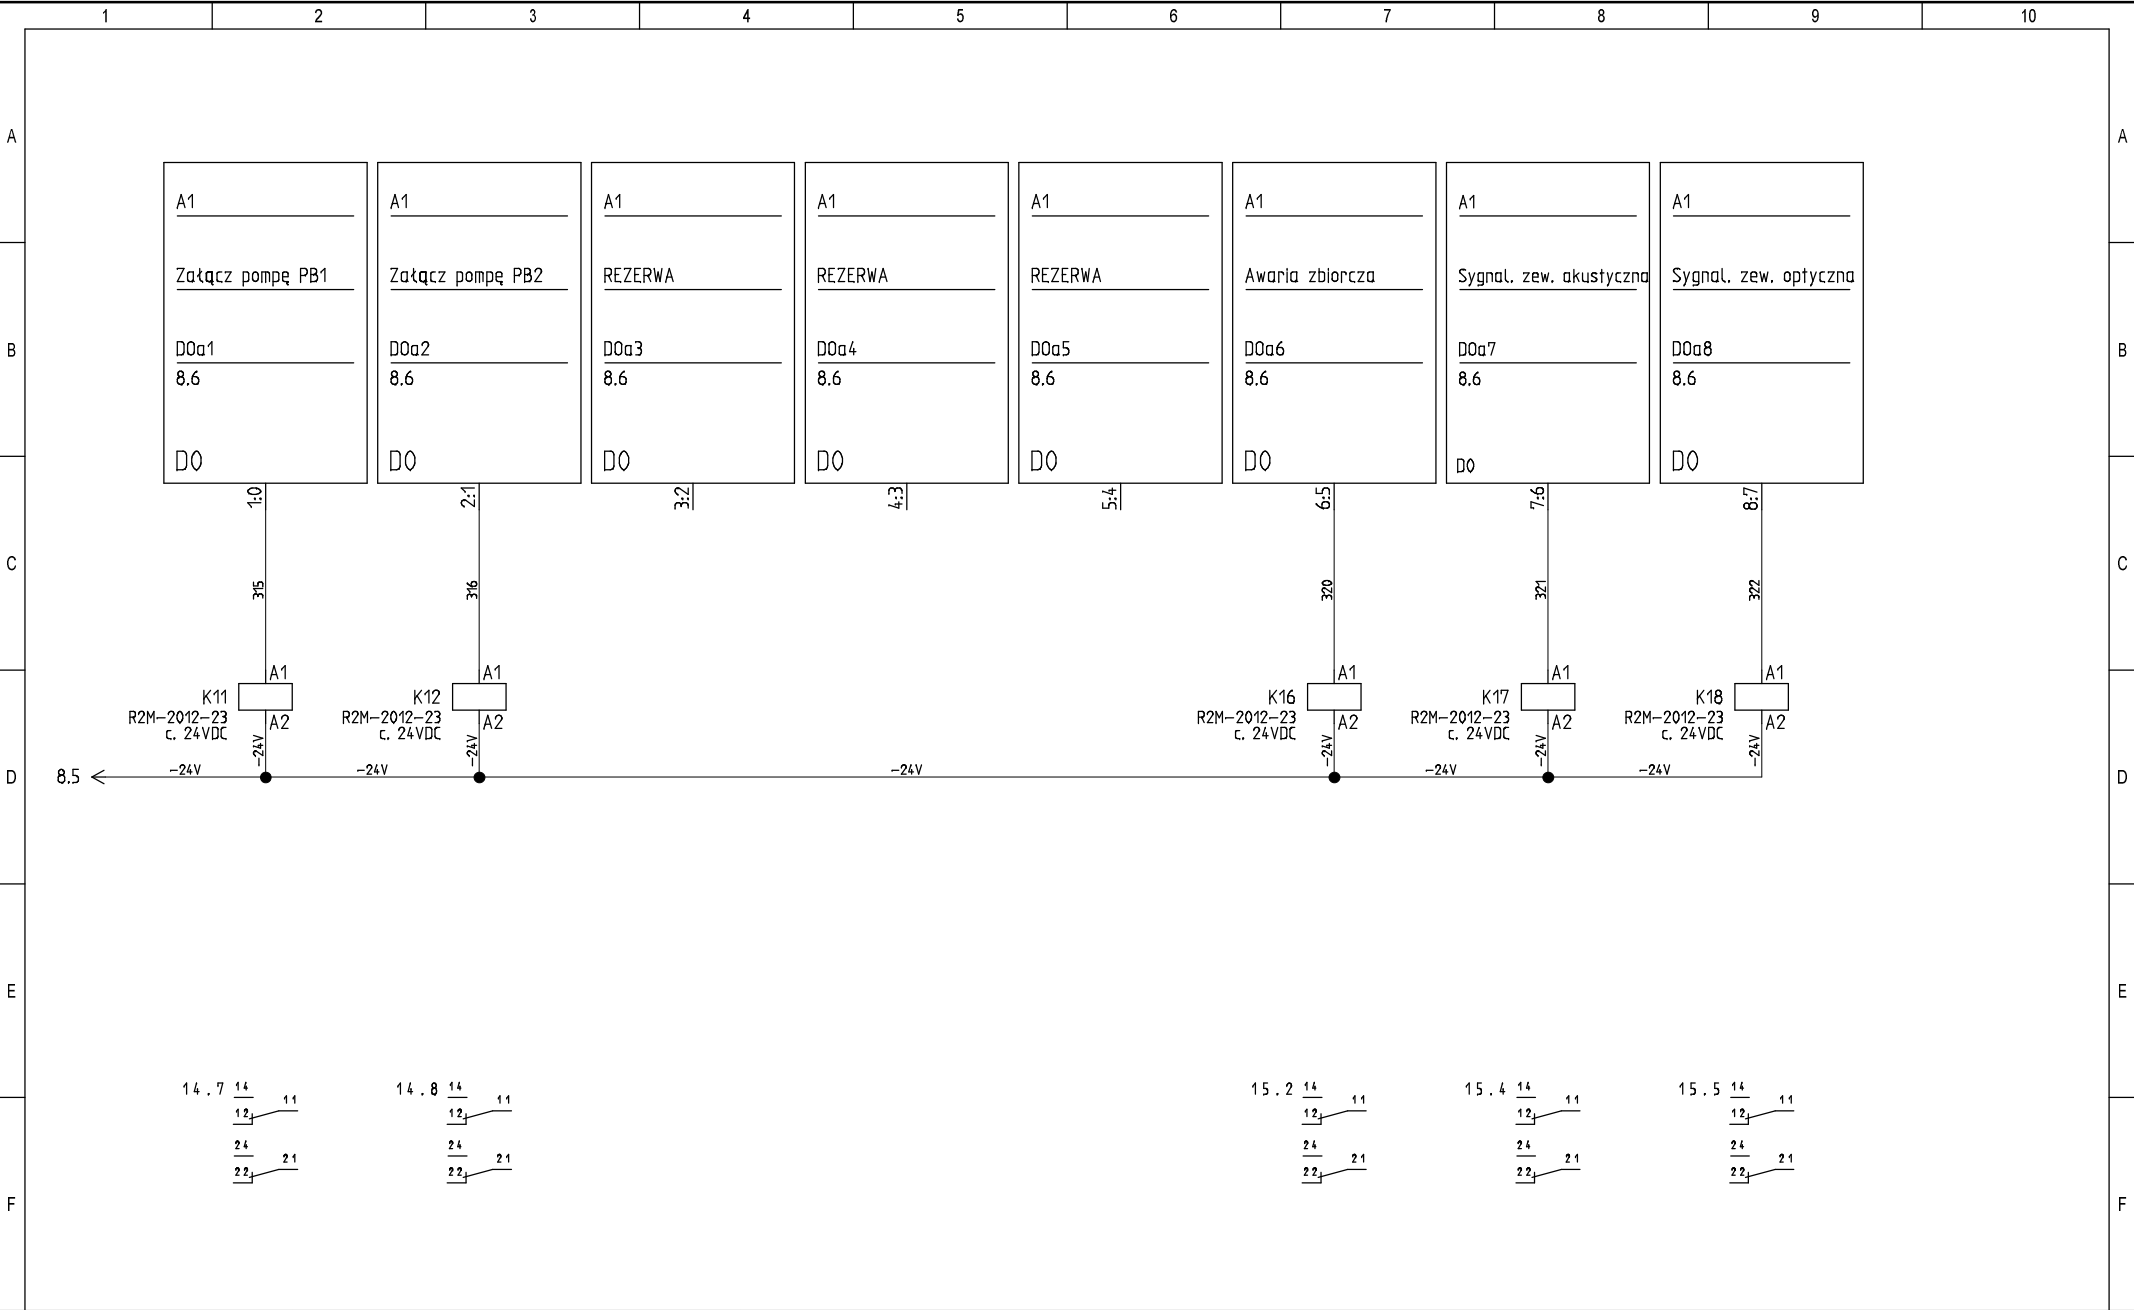 1 2 3 4 5 6 7 8 9 10
A A
A1 A1 A1 A1 A1 A1 A1 A1
Załącz pompę PB1 Załącz pompę PB2 REZERWA REZERWA REZERWA Awaria zbiorcza Sygnal. zew. akustyczna Sygnal. zew. optyczna
B DOa1 DOa2 DOa3 DOa4 DOa5 DOa6 DOa7 DOa8 B
8.6 8.6 8.6 8.6 8.6 8.6 8.6 8.6
DO DO DO DO DO DO DO DO
1:0 2:1 3:2 4:3 5:4 6:5 7:6 8:7
C C
315 316 320 321 322
A1 A1 A1 A1 A1
K11 K12 K16 K17 K18
R2M-2012-23 R2M-2012-23 R2M-2012-23 R2M-2012-23 R2M-2012-23
A2 A2 A2 A2 A2
c. 24VDC c. 24VDC c. 24VDC c. 24VDC c. 24VDC
-24V -24V -24V -24V -24V
-24V -24V -24V -24V -24V
D 8.5 D
E E
14.7 14 14.8 14 15.2 14 15.4 14 15.5 14
11 11 11 11 11
12 12 12 12 12
24 24 24 24 24
21 21 21 21 21
22 22 22 22 22
F F